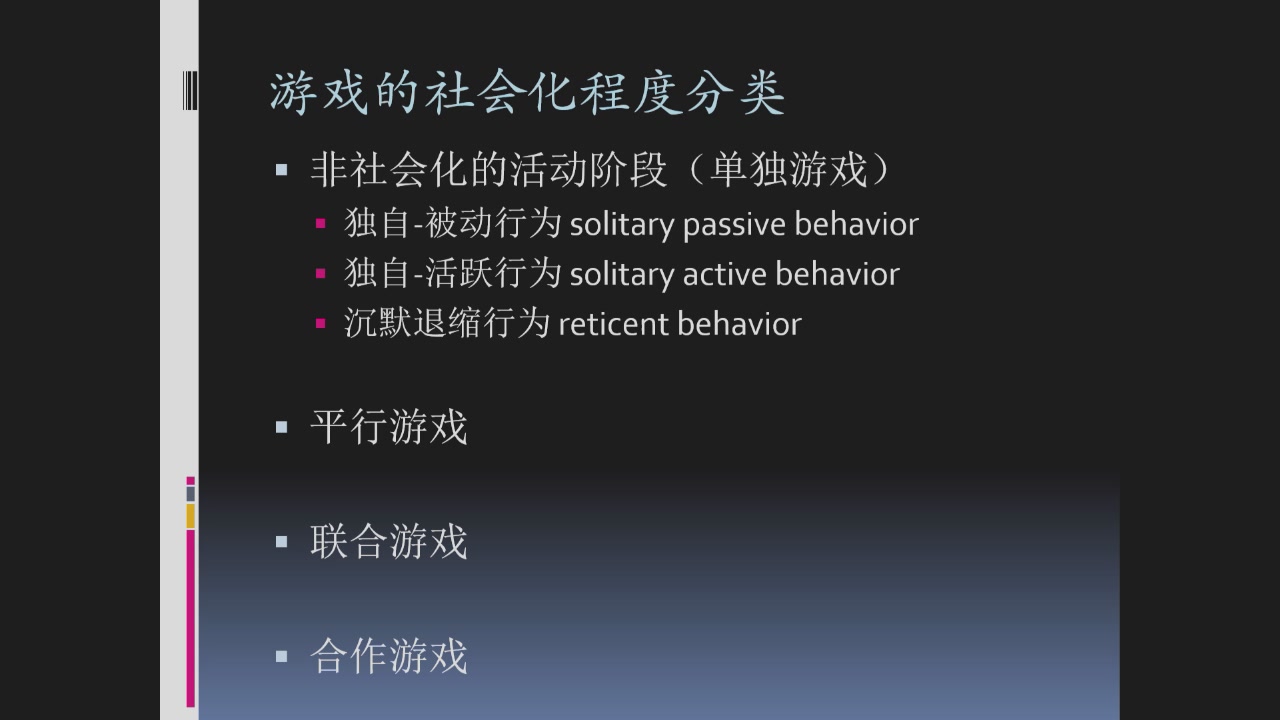 游戏的社会化程度分类
非社会化的活动阶段（单独游戏）
独自-被动行为 solitary passive behavior
独自-活跃行为 solitary active behavior
沉默退缩行为 reticent behavior
平行游戏
联合游戏
合作游戏